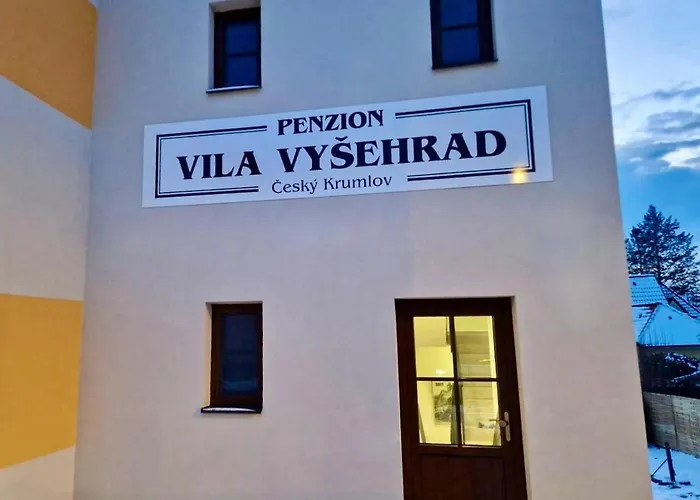 PENZION
VILA VYŠEHRAD
Český Krumlov